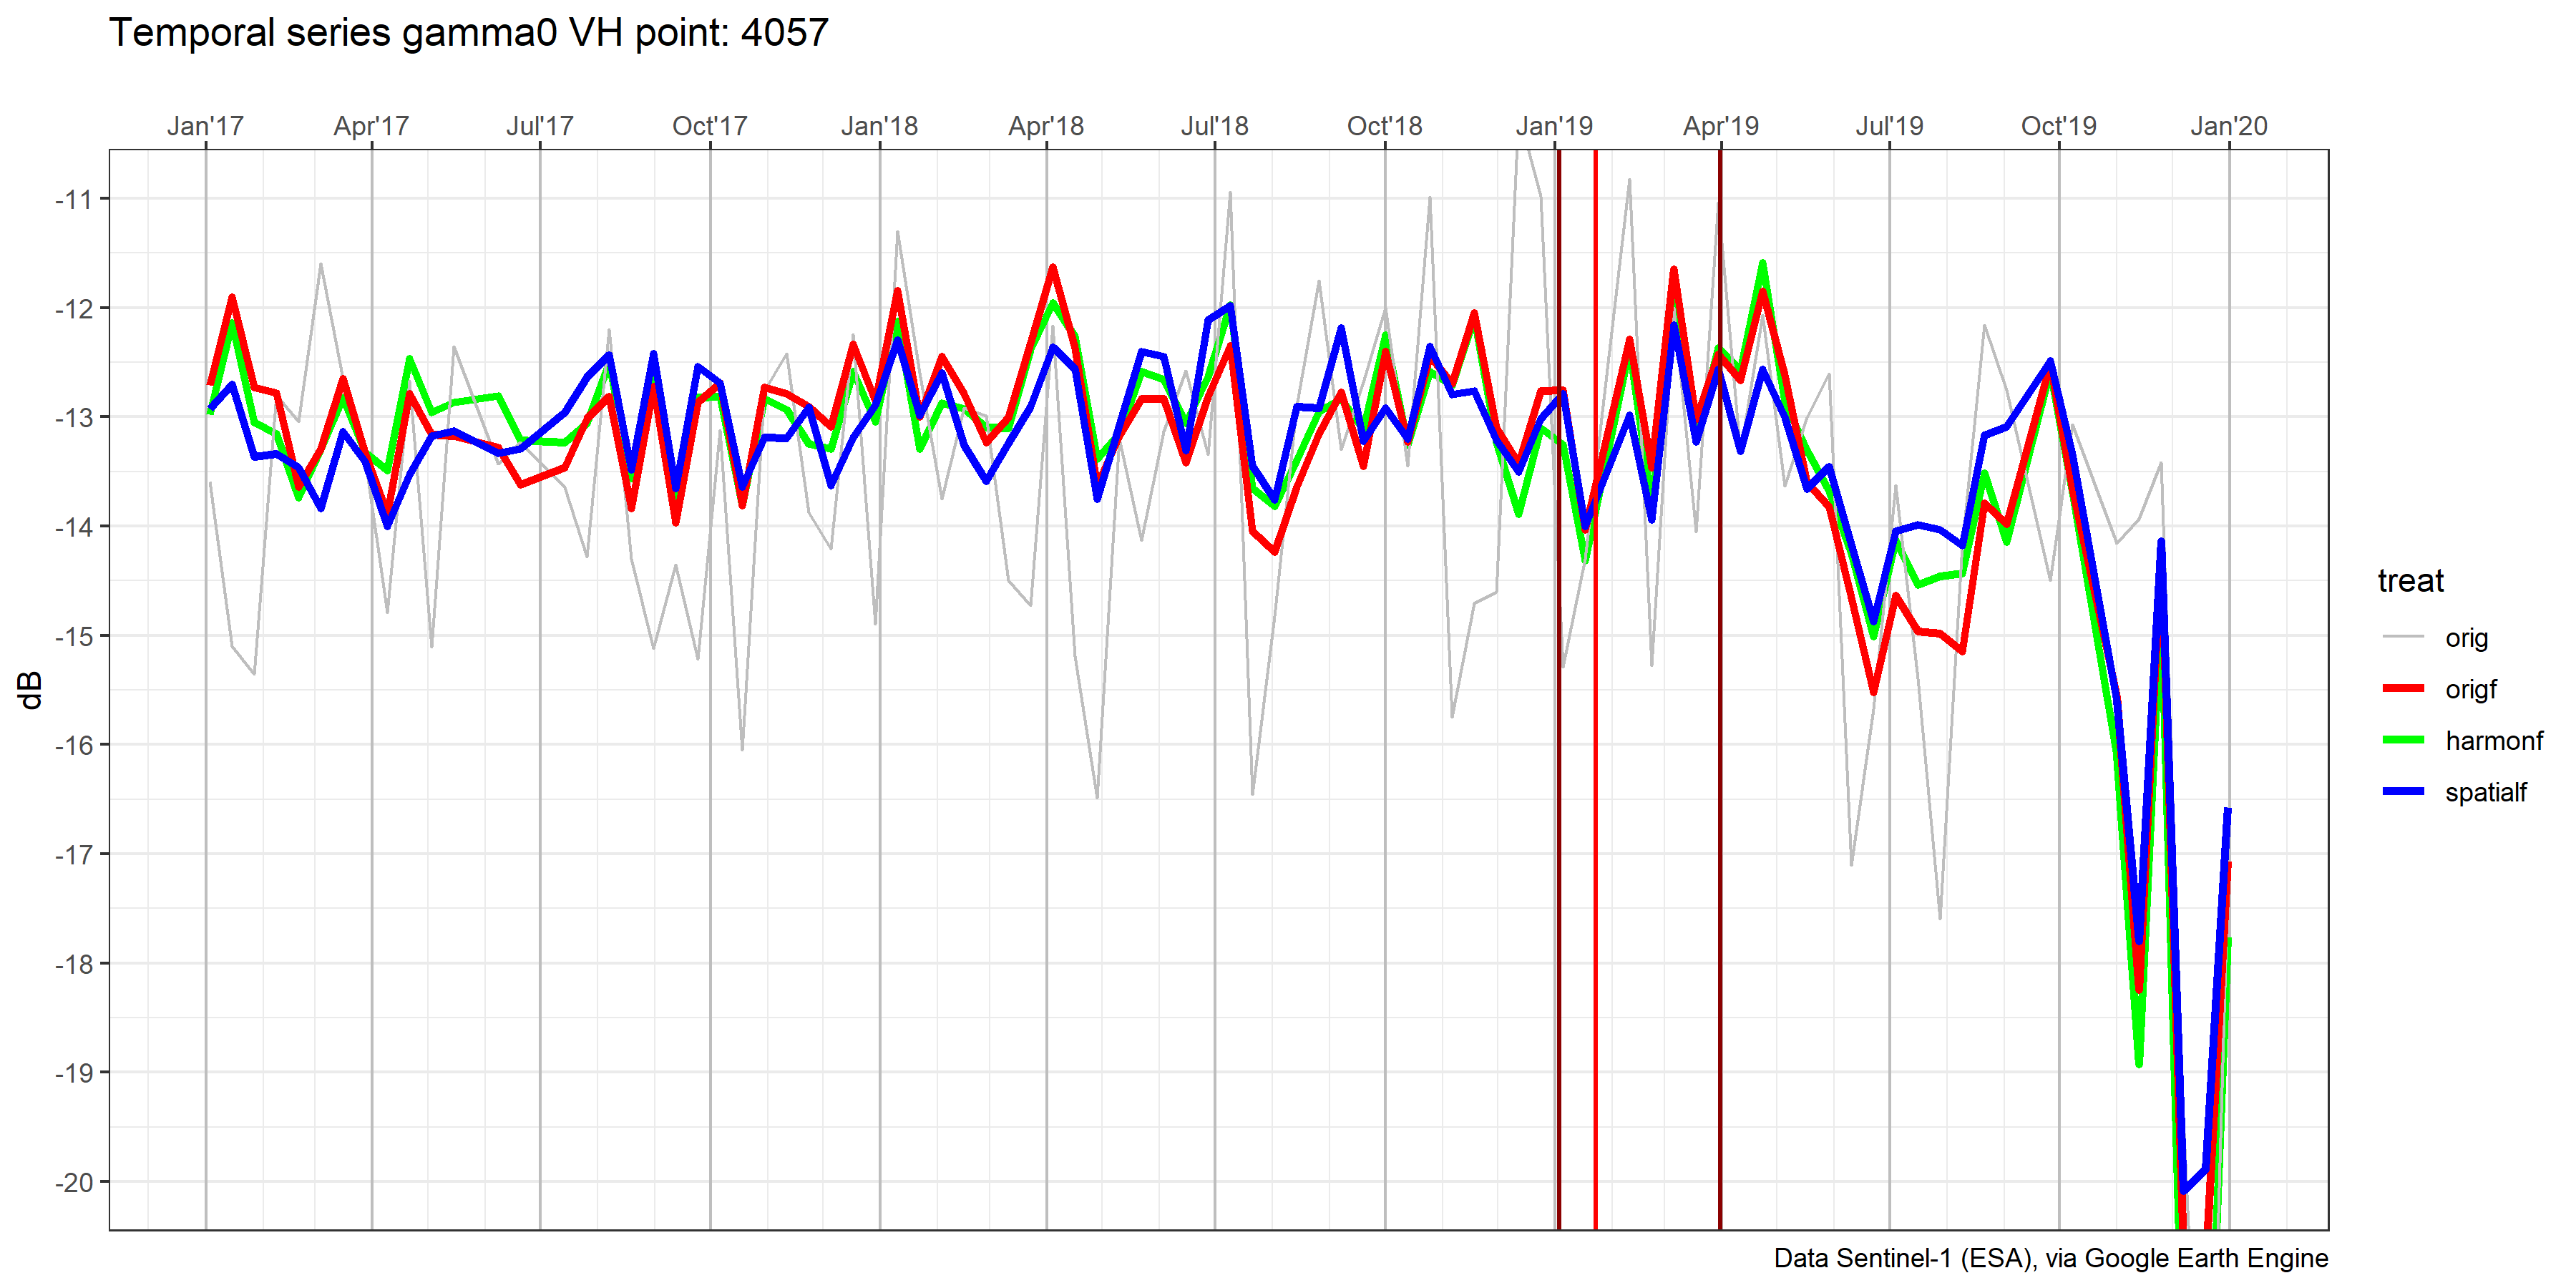 Temporal series gamma0 VH point: 4057
Jan'17 Apr'17 Jul'17 Oct'17 Jan'18 Apr'18 Jul'18 Oct'18 Jan'19 Apr'19 Jul'19 Oct'19 Jan'20
-11
-12
-13
-14
-15
-16
-17
-18
-19
-20
dB
treat
orig
origf
harmonf
spatialf
Data Sentinel-1 (ESA), via Google Earth Engine